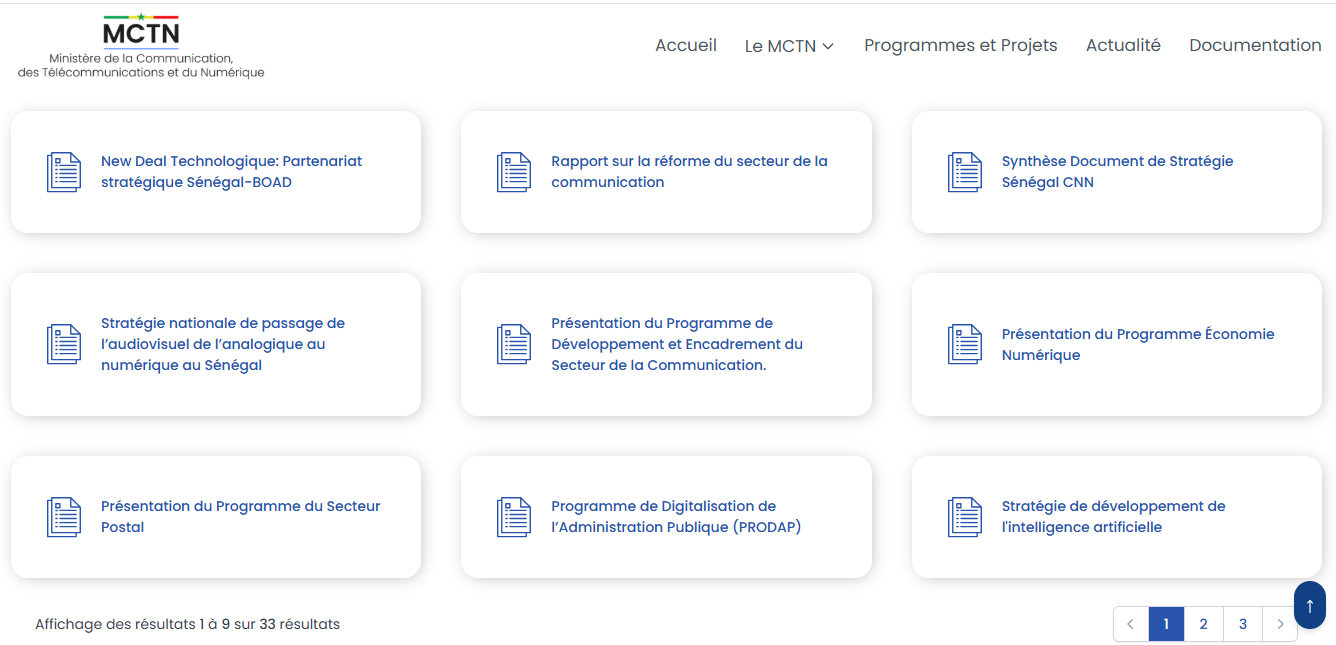 MCTN
Ministère de la Communication,
des Télécommunications et du Numérique
Accueil
Le MCTN
Programmes et Projets
Actualité
Documentation
New Deal Technologique: Partenariat
stratégique Sénégal-BOAD
Rapport sur la réforme du secteur de la
communication
Synthèse Document de Stratégie
Sénégal CNN
Stratégie nationale de passage de
l’audiovisuel de l’analogique au
numérique au Sénégal
Présentation du Programme de
Développement et Encadrement du
Secteur de la Communication.
Présentation du Programme Économie
Numérique
Présentation du Programme du Secteur
Postal
Programme de Digitalisation de
l’Administration Publique (PRODAP)
Stratégie de développement de
l'intelligence artificielle
Affichage des résultats 1 à 9 sur 33 résultats
1 2 3